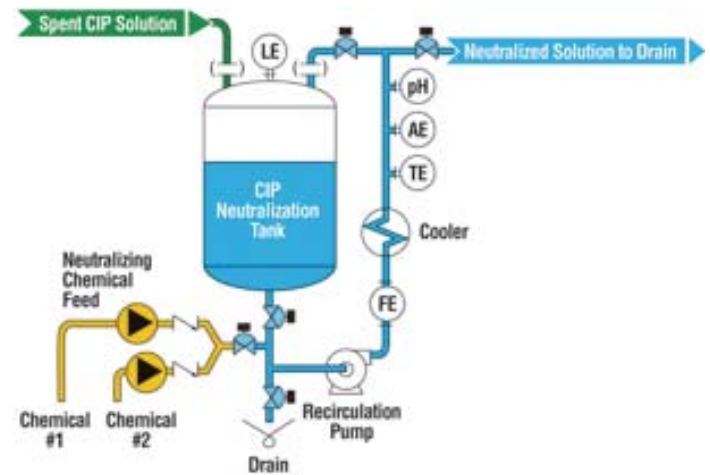 Spent CIP Solution
LE
Neutralized Solution to Drain
pH
AE
TE
CIP
Neutralization
Tank
Cooler
Neutralizing
Chemical
Feed
FE
Chemical
#1
Chemical
#2
Recirculation
Pump
Drain